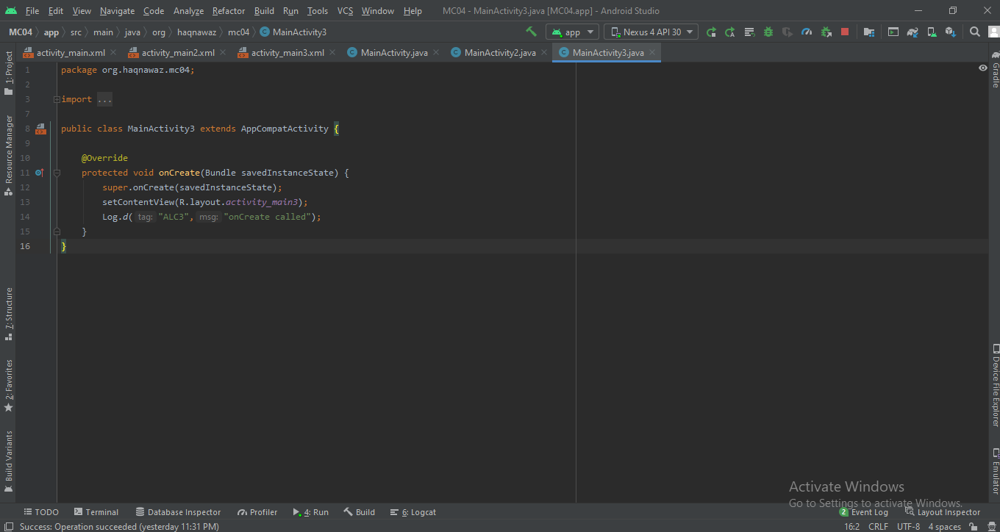 File Edit View Navigate Code Analyze Refactor Build Run Tools VCS Window Help MC04 - MainActivity3.java [MC04.app] - Android Studio
MC04 app src main java org haqnawaz mc04 MainActivity3 app Nexus 4 API 30
activity_main.xml activity_main2.xml activity_main3.xml MainActivity.java MainActivity2.java MainActivity3.java
1: Project
Resource Manager
7: Structure
2: Favorites
Build Variants
1 package org.haqnawaz.mc04;
2
3 import ...
7
8 public class MainActivity3 extends AppCompatActivity {
9
10 @Override
11 protected void onCreate(Bundle savedInstanceState) {
12 super.onCreate(savedInstanceState);
13 setContentView(R.layout.activity_main3);
14 Log.d( tag: "ALC3", msg: "onCreate called");
15 }
16 }
Gradle
Device File Explorer
Emulator
Activate Windows
Go to Settings to activate Windows.
TODO Terminal Database Inspector Profiler 4: Run Build 6: Logcat 2 Event Log Layout Inspector
Success: Operation succeeded (yesterday 11:31 PM) 16:2 CRLF UTF-8 4 spaces